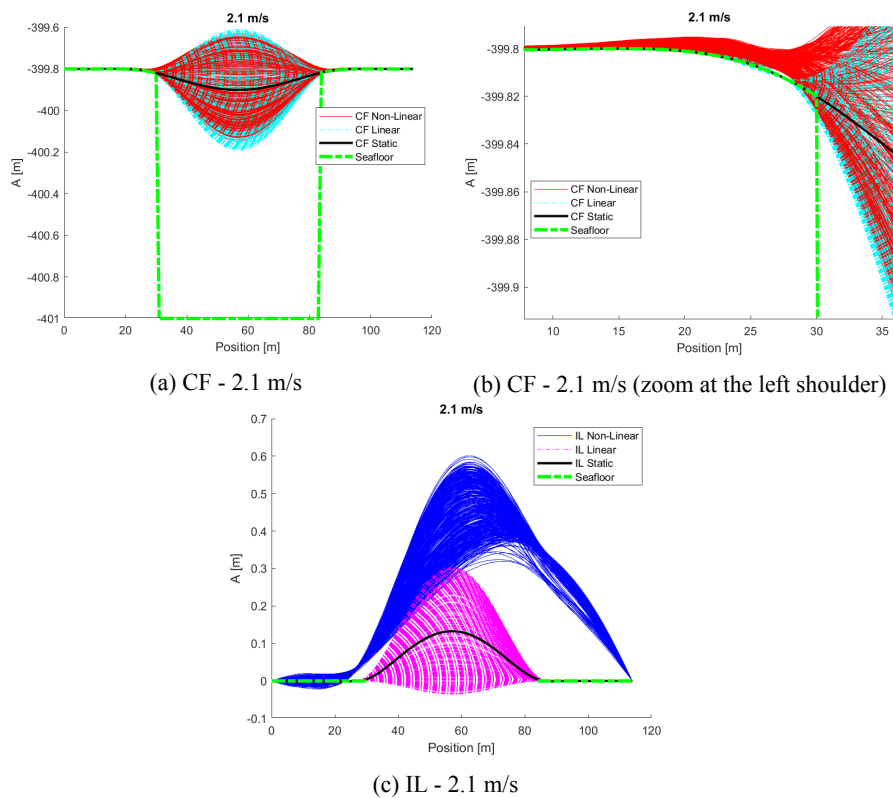 2.1 m/s
-399.6
-399.8
-400
-400.2
-400.4
-400.6
-400.8
-401
A [m]
0
20
40
60
80
100
120
Position [m]
CF Non-Linear
CF Linear
CF Static
Seafloor
(a) CF - 2.1 m/s
2.1 m/s
-399.8
-399.82
-399.84
-399.86
-399.88
-399.9
A [m]
10
15
20
25
30
35
Position [m]
CF Non-Linear
CF Linear
CF Static
Seafloor
(b) CF - 2.1 m/s (zoom at the left shoulder)
2.1 m/s
0.7
0.6
0.5
0.4
0.3
0.2
0.1
0
-0.1
A [m]
0
20
40
60
80
100
120
Position [m]
IL Non-Linear
IL Linear
IL Static
Seafloor
(c) IL - 2.1 m/s